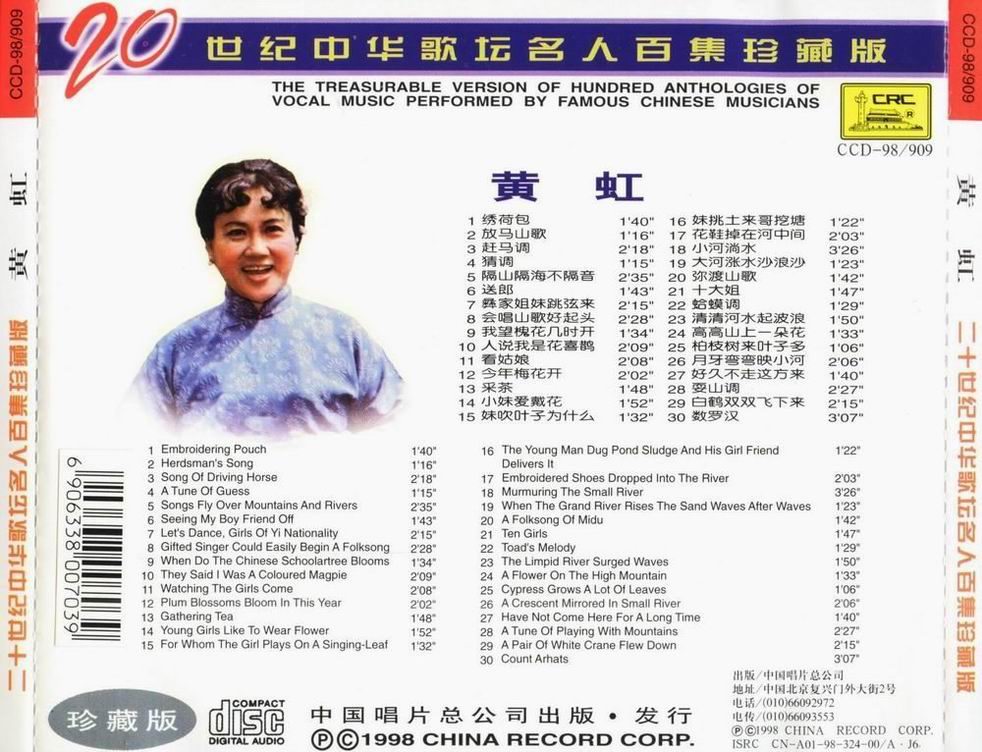 20 世纪中华歌坛名人百集珍藏版
THE TREASURABLE VERSION OF HUNDRED ANTHOLOGIES OF
VOCAL MUSIC PERFORMED BY FAMOUS CHINESE MUSICIANS
CRC
®
CCD-98/909
黄 虹
1 绣荷包 1'40"
2 放马山歌 1'16"
3 赶马调 2'18"
4 猜调 1'15"
5 隔山隔海不隔音 2'35"
6 送郎 1'43"
7 彝家姐妹跳弦来 2'15"
8 会唱山歌好起头 2'28"
9 我望槐花几时开 1'34"
10 人说我是花喜鹊 2'09"
11 看姑娘 2'08"
12 今年梅花开 2'02"
13 采茶 1'48"
14 小妹爱戴花 1'52"
15 妹吹叶子为什么 1'32"
16 妹挑土来哥挖塘 1'22"
17 花鞋掉在河中间 2'03"
18 小河淌水 3'26"
19 大河涨水沙浪沙 1'23"
20 弥渡山歌 1'42"
21 十大姐 1'47"
22 蛤蟆调 1'29"
23 清清河水起波浪 1'50"
24 高高山上一朵花 1'33"
25 柏枝树来叶子多 1'06"
26 月牙弯弯映小河 2'06"
27 好久不走这方来 1'40"
28 耍山调 2'27"
29 白鹤双双飞下来 2'15"
30 数罗汉 3'07"
1 Embroidering Pouch 1'40"
2 Herdsman's Song 1'16"
3 Song Of Driving Horse 2'18"
4 A Tune Of Guess 1'15"
5 Songs Fly Over Mountains And Rivers 2'35"
6 Seeing My Boy Friend Off 1'43"
7 Let's Dance, Girls Of Yi Nationality 2'15"
8 Gifted Singer Could Easily Begin A Folksong 2'28"
9 When Do The Chinese Schoolartree Blooms 1'34"
10 They Said I Was A Coloured Magpie 2'09"
11 Watching The Girls Come 2'08"
12 Plum Blossoms Bloom In This Year 2'02"
13 Gathering Tea 1'48"
14 Young Girls Like To Wear Flower 1'52"
15 For Whom The Girl Plays On A Singing-Leaf 1'32"
16 The Young Man Dug Pond Sludge And His Girl Friend 1'22"
Delivers It
17 Embroidered Shoes Dropped Into The River 2'03"
18 Murmuring The Small River 3'26"
19 When The Grand River Rises The Sand Waves After Waves 1'23"
20 A Folksong Of Midu 1'42"
21 Ten Girls 1'47"
22 Toad's Melody 1'29"
23 The Limpid River Surged Waves 1'50"
24 A Flower On The High Mountain 1'33"
25 Cypress Grows A Lot Of Leaves 1'06"
26 A Crescent Mirrored In Small River 2'06"
27 Have Not Come Here For A Long Time 1'40"
28 A Tune Of Playing With Mountains 2'27"
29 A Pair Of White Crane Flew Down 2'15"
30 Count Arhats 3'07"
6 906338 007039
珍藏版
COMPACT
disc
DIGITAL AUDIO
中国唱片总公司出版·发行
ⓅⒸ1998 CHINA RECORD CORP.
出版/中国唱片总公司
地址/中国北京复兴门外大街2号
电话/(010)66092972
电传/(010)66093553
ⓅⒸ1998 CHINA RECORD CORP.
ISRC CN-A01-98-324-00/A·J6
CCD-98/909
黄 虹
二十世纪中华歌坛名人百集珍藏版
CCD-98/909
黄 虹
二十世纪中华歌坛名人百集珍藏版